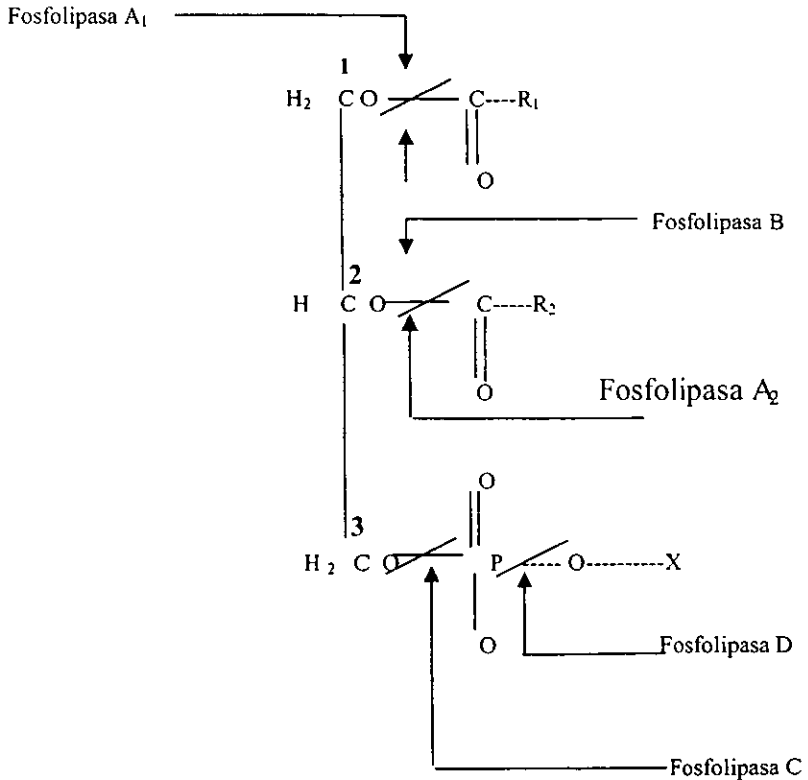 Fosfolipasa A₁
1
H₂ C O C----R₁
O
Fosfolipasa B
2
H C O C----R₂
O
Fosfolipasa A₂
O
3
H₂ C O P ----O----------X
O
Fosfolipasa D
Fosfolipasa C